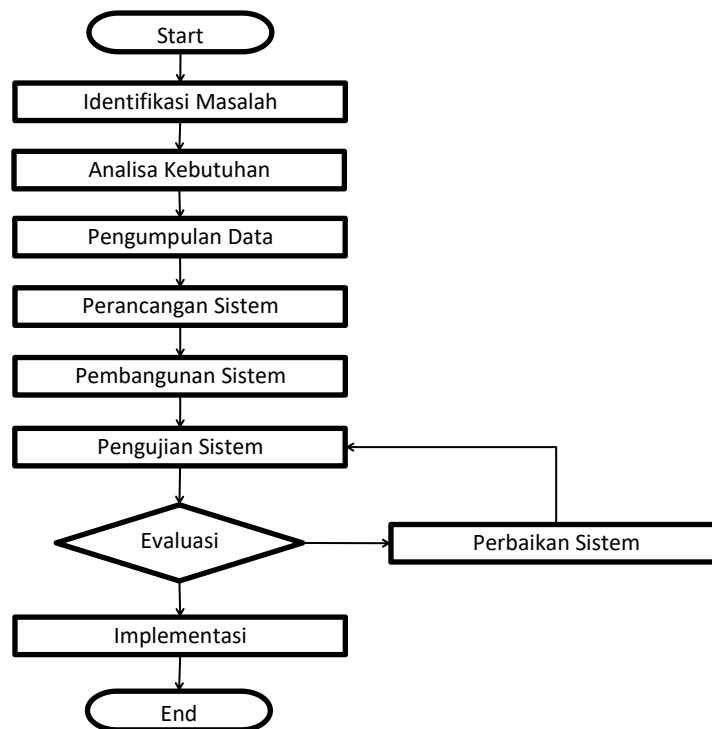 Start
Identifikasi Masalah
Analisa Kebutuhan
Pengumpulan Data
Perancangan Sistem
Pembangunan Sistem
Pengujian Sistem
Evaluasi
Perbaikan Sistem
Implementasi
End